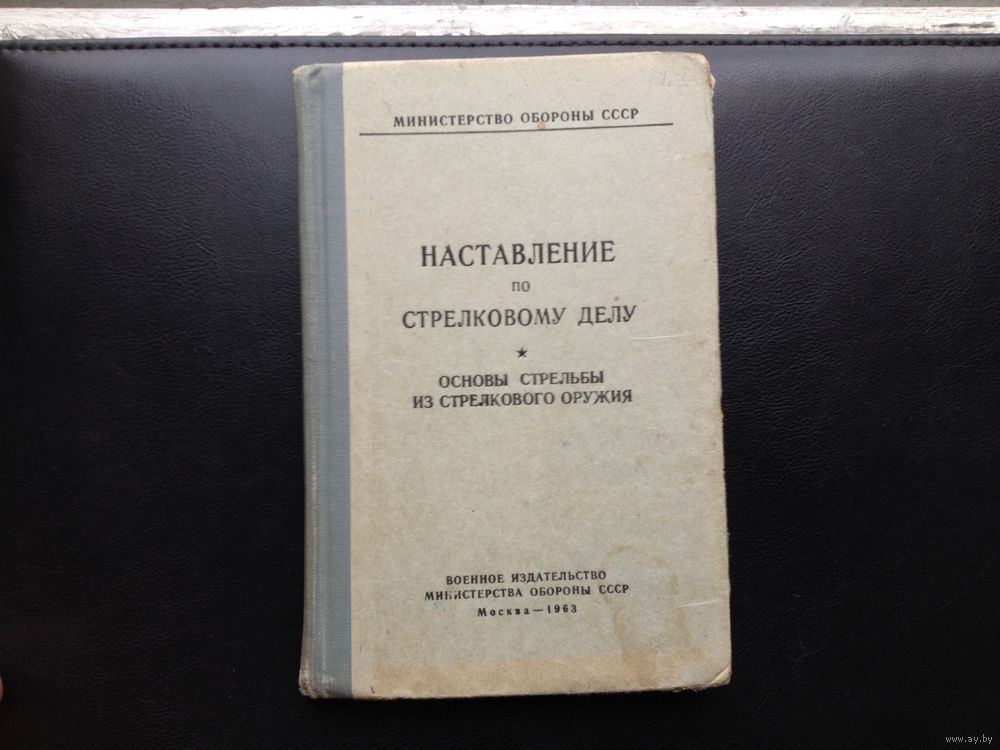 МИНИСТЕРСТВО ОБОРОНЫ СССР
НАСТАВЛЕНИЕ
ПО
СТРЕЛКОВОМУ ДЕЛУ
★
ОСНОВЫ СТРЕЛЬБЫ
ИЗ СТРЕЛКОВОГО ОРУЖИЯ
ВОЕННОЕ ИЗДАТЕЛЬСТВО
МИНИСТЕРСТВА ОБОРОНЫ СССР
Москва—1963
www.ay.by